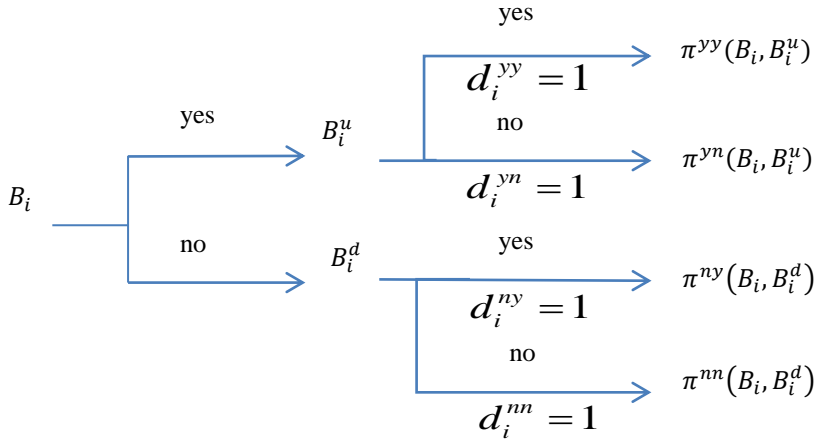 yes
π^{yy}(B_i, B_i^u)
d_i^{yy} = 1
yes
B_i^u
no
π^{yn}(B_i, B_i^u)
d_i^{yn} = 1
B_i
no
B_i^d
yes
π^{ny}(B_i, B_i^d)
d_i^{ny} = 1
no
π^{nn}(B_i, B_i^d)
d_i^{nn} = 1